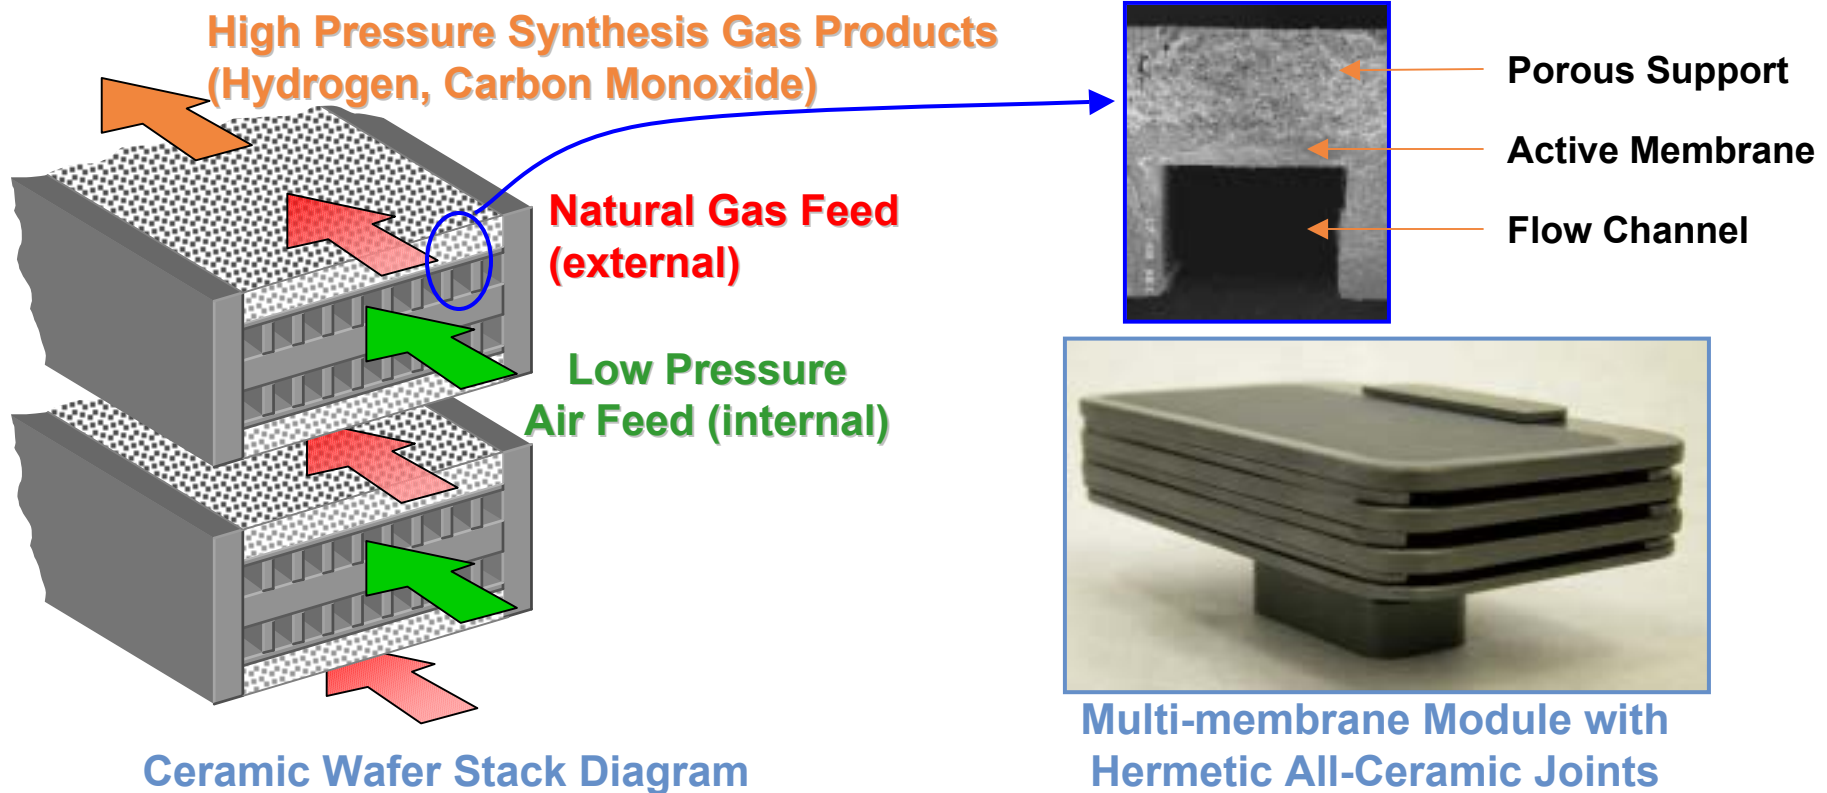 High Pressure Synthesis Gas Products
(Hydrogen, Carbon Monoxide)
Natural Gas Feed
(external)
Low Pressure
Air Feed (internal)
Ceramic Wafer Stack Diagram
Porous Support
Active Membrane
Flow Channel
Multi-membrane Module with
Hermetic All-Ceramic Joints